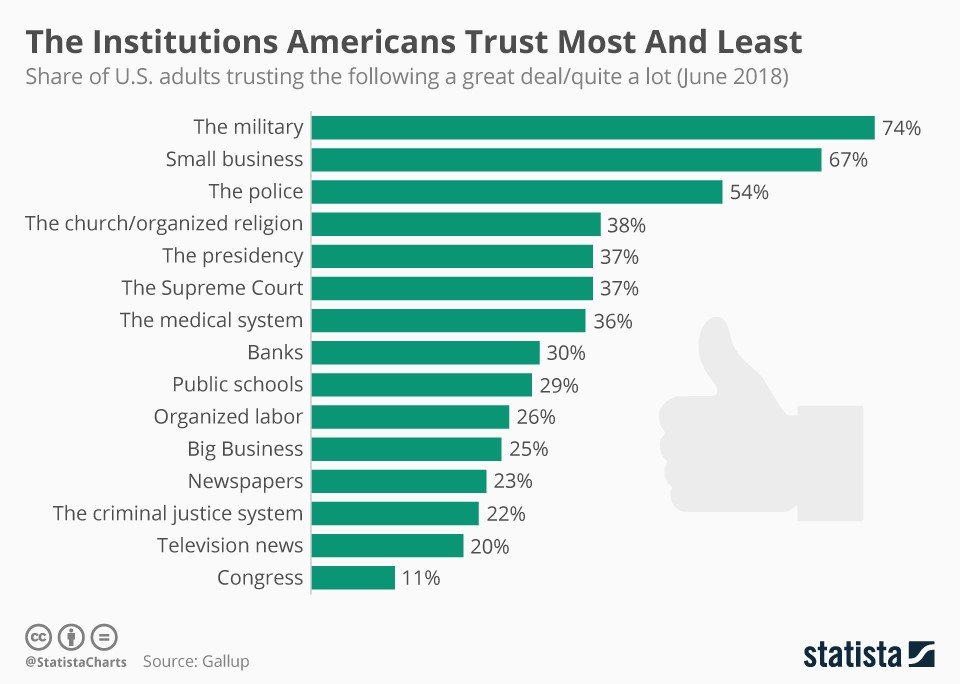 The Institutions Americans Trust Most And Least
Share of U.S. adults trusting the following a great deal/quite a lot (June 2018)
The military 74%
Small business 67%
The police 54%
The church/organized religion 38%
The presidency 37%
The Supreme Court 37%
The medical system 36%
Banks 30%
Public schools 29%
Organized labor 26%
Big Business 25%
Newspapers 23%
The criminal justice system 22%
Television news 20%
Congress 11%
cc
@StatistaCharts Source: Gallup
statista